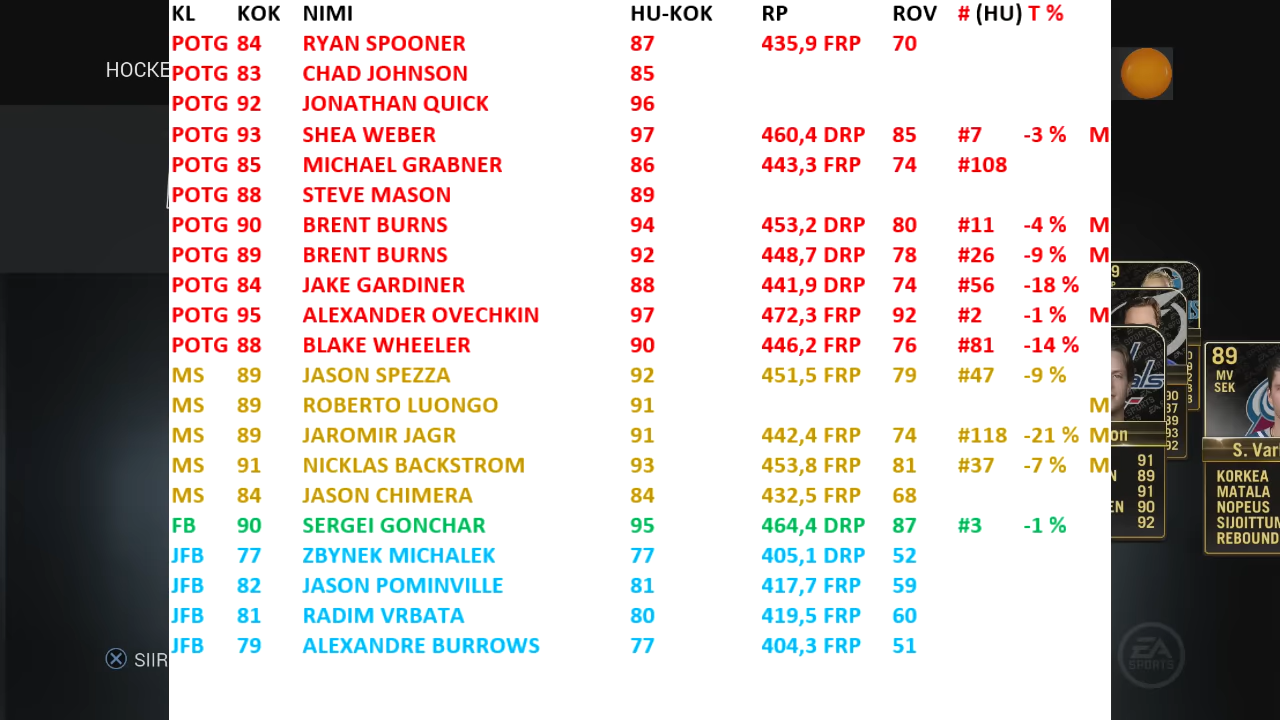 KL KOK NIMI HU-KOK RP ROV # (HU) T %
POTG 84 RYAN SPOONER 87 435,9 FRP 70
HOCKE
POTG 83 CHAD JOHNSON 85
POTG 92 JONATHAN QUICK 96
POTG 93 SHEA WEBER 97 460,4 DRP 85 #7 -3 % M
POTG 85 MICHAEL GRABNER 86 443,3 FRP 74 #108
POTG 88 STEVE MASON 89
POTG 90 BRENT BURNS 94 453,2 DRP 80 #11 -4 % M
POTG 89 BRENT BURNS 92 448,7 DRP 78 #26 -9 % M
POTG 84 JAKE GARDINER 88 441,9 DRP 74 #56 -18 %
POTG 95 ALEXANDER OVECHKIN 97 472,3 FRP 92 #2 -1 % M
POTG 88 BLAKE WHEELER 90 446,2 FRP 76 #81 -14 %
MS 89 JASON SPEZZA 92 451,5 FRP 79 #47 -9 %
MS 89 ROBERTO LUONGO 91 M
MS 89 JAROMIR JAGR 91 442,4 FRP 74 #118 -21 % M
MS 91 NICKLAS BACKSTROM 93 453,8 FRP 81 #37 -7 % M
MS 84 JASON CHIMERA 84 432,5 FRP 68
FB 90 SERGEI GONCHAR 95 464,4 DRP 87 #3 -1 %
JFB 77 ZBYNEK MICHALEK 77 405,1 DRP 52
JFB 82 JASON POMINVILLE 81 417,7 FRP 59
JFB 81 RADIM VRBATA 80 419,5 FRP 60
JFB 79 ALEXANDRE BURROWS 77 404,3 FRP 51
SIIR
on
91
N 89
91
EN 90
92
89
MV
SEK
S. Varl
KORKEA
MATALA
NOPEUS
SIJOITTUM
REBOUND
EA
SPORTS